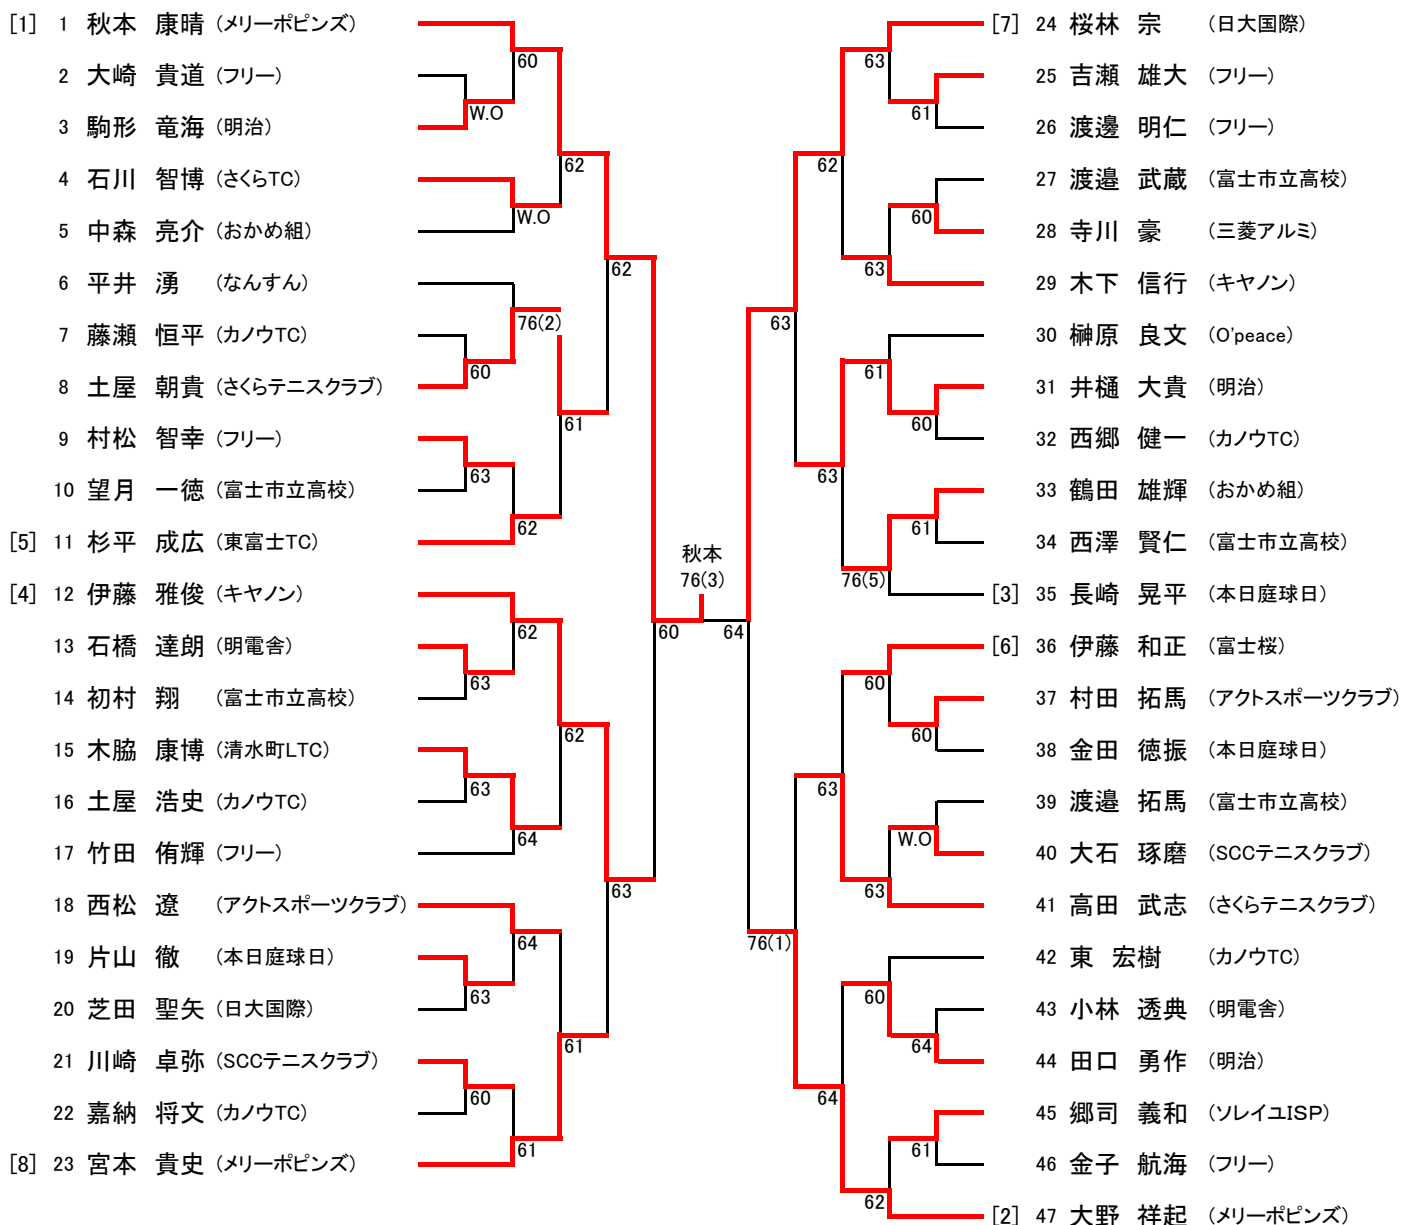 [1] 1 秋本 康晴 (メリーポピンズ)
2 大崎 貴道 (フリー)
3 駒形 竜海 (明治)
4 石川 智博 (さくらTC)
5 中森 亮介 (おかめ組)
6 平井 湧 (なんすん)
7 藤瀬 恒平 (カノウTC)
8 土屋 朝貴 (さくらテニスクラブ)
9 村松 智幸 (フリー)
10 望月 一徳 (富士市立高校)
[5] 11 杉平 成広 (東富士TC)
[4] 12 伊藤 雅俊 (キヤノン)
13 石橋 達朗 (明電舎)
14 初村 翔 (富士市立高校)
15 木脇 康博 (清水町LTC)
16 土屋 浩史 (カノウTC)
17 竹田 侑輝 (フリー)
18 西松 遼 (アクトスポーツクラブ)
19 片山 徹 (本日庭球日)
20 芝田 聖矢 (日大国際)
21 川崎 卓弥 (SCCテニスクラブ)
22 嘉納 将文 (カノウTC)
[8] 23 宮本 貴史 (メリーポピンズ)
60
W.O
62
W.O
62
76(2)
60
61
63
62
60
62
63
62
63
64
63
64
63
61
60
61
秋本
76(3)
64
63
61
62
60
63
63
61
60
63
61
76(5)
60
60
63
W.O
63
76(1)
60
64
64
61
62
[7] 24 桜林 宗 (日大国際)
25 吉瀬 雄大 (フリー)
26 渡邊 明仁 (フリー)
27 渡邉 武蔵 (富士市立高校)
28 寺川 豪 (三菱アルミ)
29 木下 信行 (キヤノン)
30 榊原 良文 (O'peace)
31 井樋 大貴 (明治)
32 西郷 健一 (カノウTC)
33 鶴田 雄輝 (おかめ組)
34 西澤 賢仁 (富士市立高校)
[3] 35 長崎 晃平 (本日庭球日)
[6] 36 伊藤 和正 (富士桜)
37 村田 拓馬 (アクトスポーツクラブ)
38 金田 徳振 (本日庭球日)
39 渡邉 拓馬 (富士市立高校)
40 大石 琢磨 (SCCテニスクラブ)
41 高田 武志 (さくらテニスクラブ)
42 東 宏樹 (カノウTC)
43 小林 透典 (明電舎)
44 田口 勇作 (明治)
45 郷司 義和 (ソレイユISP)
46 金子 航海 (フリー)
[2] 47 大野 祥起 (メリーポピンズ)